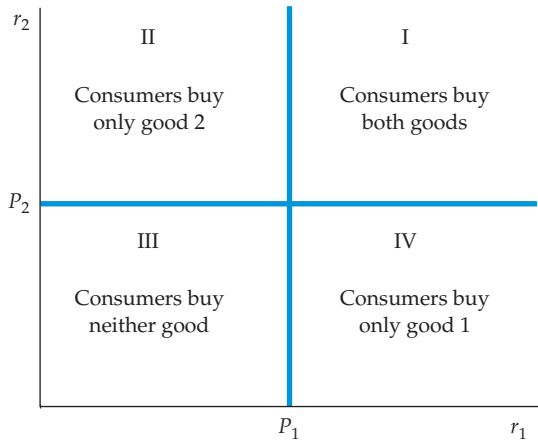 r₂
II
I
Consumers buy
only good 2
Consumers buy
both goods
P₂
III
IV
Consumers buy
neither good
Consumers buy
only good 1
P₁
r₁